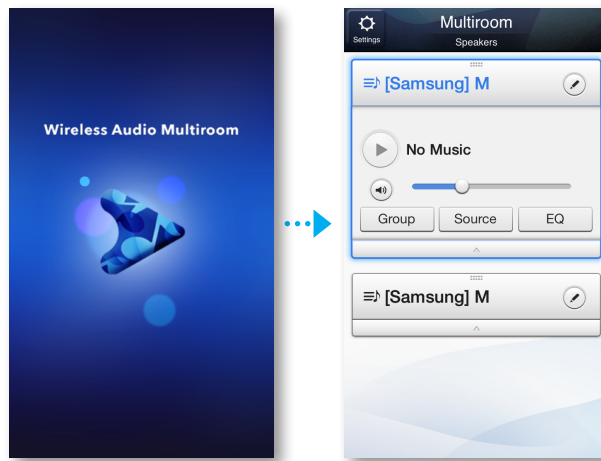 Wireless Audio Multiroom
Multiroom
Settings
Speakers
[Samsung] M
No Music
Group Source EQ
[Samsung] M